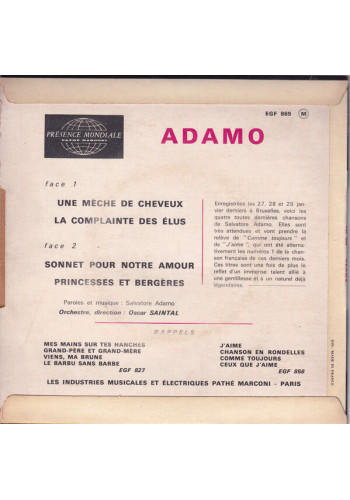 EGF 869 M
PRÉSENCE MONDIALE
PATHÉ MARCONI
ADAMO
face 1
UNE MÈCHE DE CHEVEUX
LA COMPLAINTE DES ÉLUS
face 2
SONNET POUR NOTRE AMOUR
PRINCESSES ET BERGÈRES
Paroles et musique : Salvatore Adamo
Orchestre, direction : Oscar SAINTAL
Enregistrées les 27, 28 et 29 jan-
vier derniers à Bruxelles, voici les
quatre toutes dernières chansons
de Salvatore Adamo. Elles sont
très attendues et vont prendre la
relève de "Comme toujours" et
de "J'aime", qui ont été alterna-
tivement les numéros 1 de la chan-
son française de ces derniers mois.
Ces titres sont une fois de plus le
reflet d'un immense talent allié à
une gentillesse et à un naturel déjà
légendaires.
RAPPELS
MES MAINS SUR TES HANCHES
GRAND-PÈRE ET GRAND-MÈRE
VIENS, MA BRUNE
LE BARBU SANS BARBE
EGF 827
J'AIME
CHANSON EN RONDELLES
COMME TOUJOURS
CEUX QUE J'AIME
EGF 858
LES INDUSTRIES MUSICALES ET ÉLECTRIQUES PATHÉ MARCONI - PARIS
MADE IN FRANCE